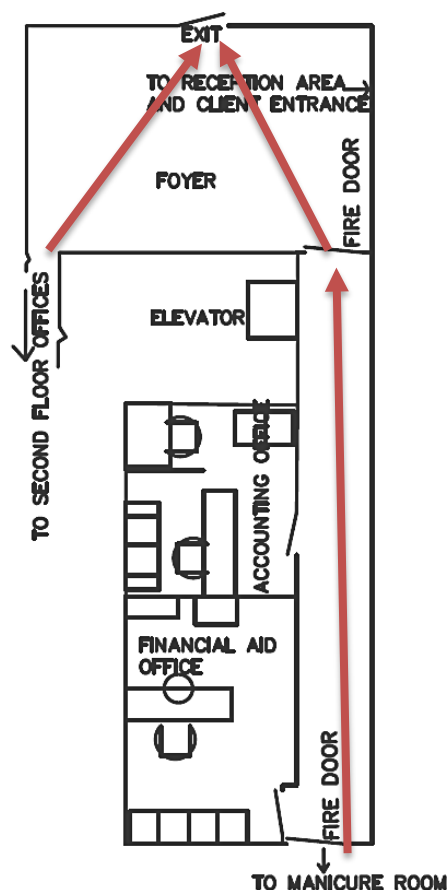 EXIT
TO RECEPTION AREA
AND CLIENT ENTRANCE
FIRE DOOR
FOYER
TO SECOND FLOOR OFFICES
ELEVATOR
ACCOUNTING OFFICE
FINANCIAL AID
OFFICE
FIRE DOOR
TO MANICURE ROOM